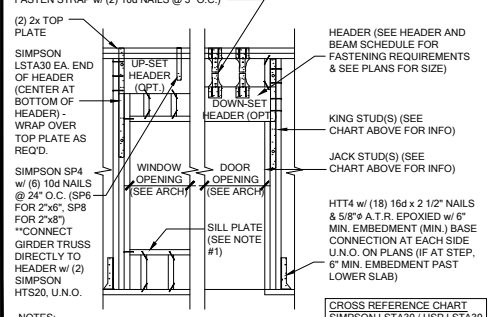 FASTEN STRAP w/ (2) 10d NAILS @ 3" O.C.)
(2) 2x TOP
PLATE
SIMPSON
LSTA30 EA. END
OF HEADER
(CENTER AT
BOTTOM OF
HEADER) -
WRAP OVER
TOP PLATE AS
REQ'D.
SIMPSON SP4
w/ (6) 10d NAILS
@ 24" O.C. (SP6
FOR 2"x6", SP8
FOR 2"x8")
**CONNECT
GIRDER TRUSS
DIRECTLY TO
HEADER w/ (2)
SIMPSON
HTS20, U.N.O.
UP-SET
HEADER
(OPT.)
DOWN-SET
HEADER (OPT.)
WINDOW
OPENING
(SEE ARCH)
DOOR
OPENING
(SEE ARCH)
SILL PLATE
(SEE NOTE
#1)
HEADER (SEE HEADER AND
BEAM SCHEDULE FOR
FASTENING REQUIREMENTS
& SEE PLANS FOR SIZE)
KING STUD(S) (SEE
CHART ABOVE FOR INFO)
JACK STUD(S) (SEE
CHART ABOVE FOR INFO)
HTT4 w/ (18) 16d x 2 1/2" NAILS
& 5/8"ø A.T.R. EPOXIED w/ 6"
MIN. EMBEDMENT (MIN.) BASE
CONNECTION AT EACH SIDE
U.N.O. ON PLANS (IF AT STEP,
6" MIN. EMBEDMENT PAST
LOWER SLAB)
NOTES:
CROSS REFERENCE CHART
SIMPSON LSTA30 / USP LSTA30